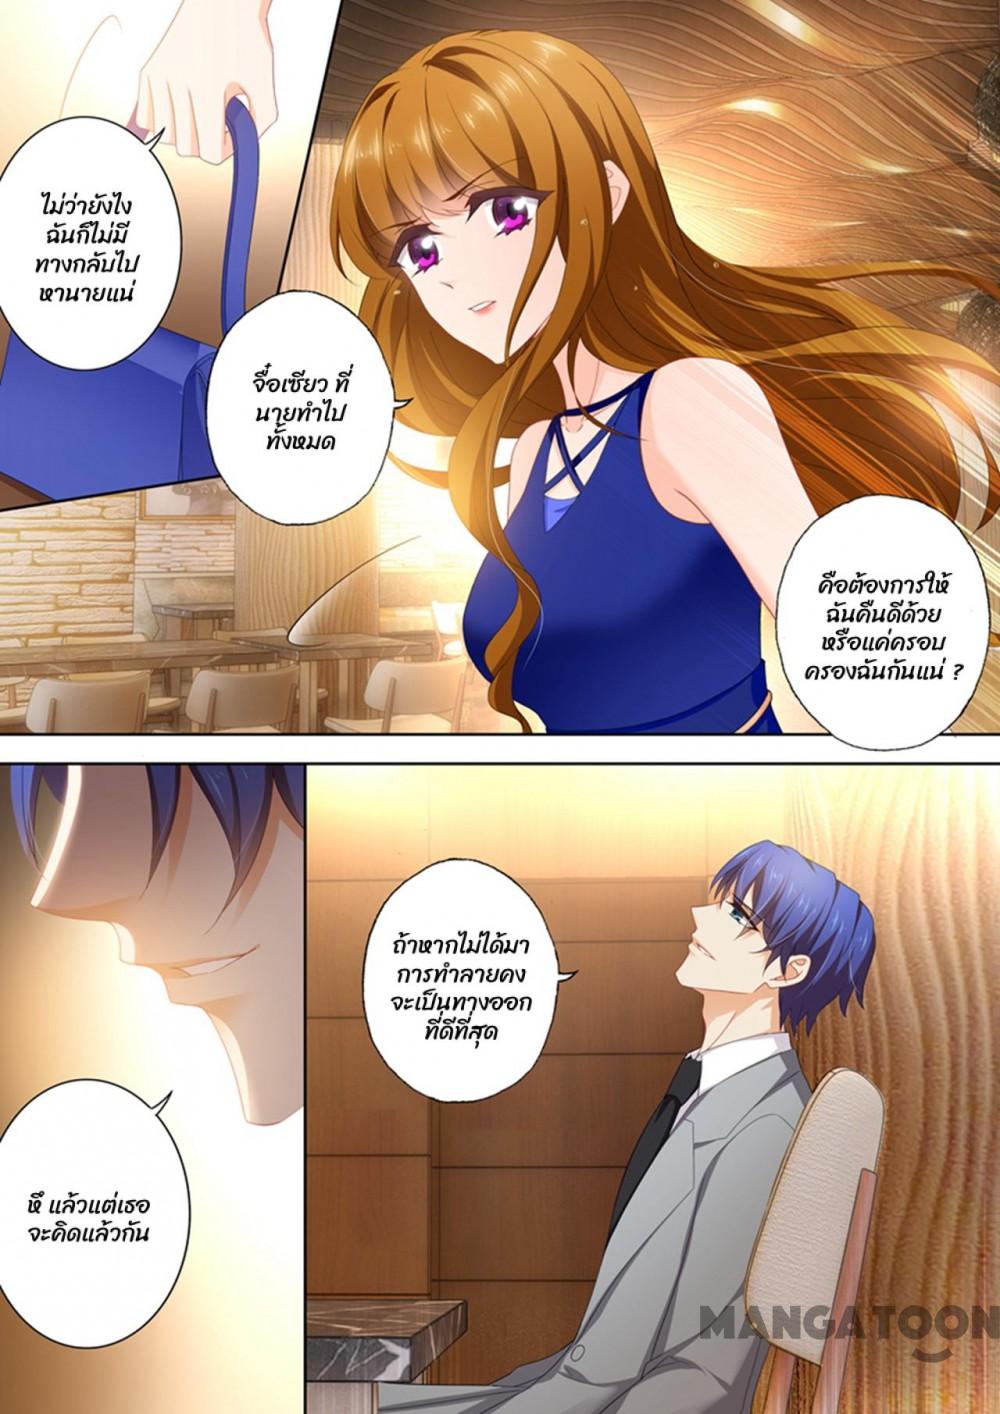 ไม่ว่ายังไง
ฉันก็ไม่มี
ทางกลับไป
หานายแน่
จื๋อเซียว ที่
นายทำไป
ทั้งหมด
คือต้องการให้
ฉันคืนดีด้วย
หรือแค่ครอบ
ครองฉันกันแน่ ?
ถ้าหากไม่ได้มา
การทำลายคง
จะเป็นทางออก
ที่ดีที่สุด
หึ แล้วแต่เธอ
จะคิดแล้วกัน
MANGATOON